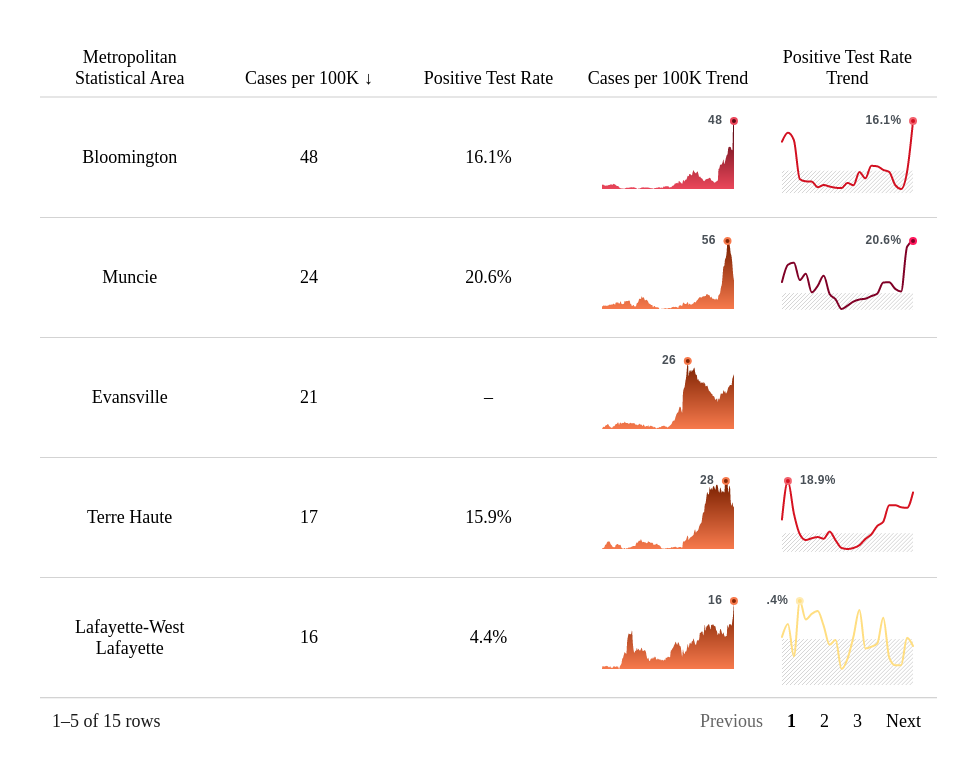 Metropolitan
Statistical Area
Cases per 100K ↓
Positive Test Rate
Cases per 100K Trend
Positive Test Rate
Trend
Bloomington
48
16.1%
48
16.1%
Muncie
24
20.6%
56
20.6%
Evansville
21
–
26
Terre Haute
17
15.9%
28
18.9%
Lafayette-West
Lafayette
16
4.4%
16
.4%
1–5 of 15 rows
Previous
1
2
3
Next